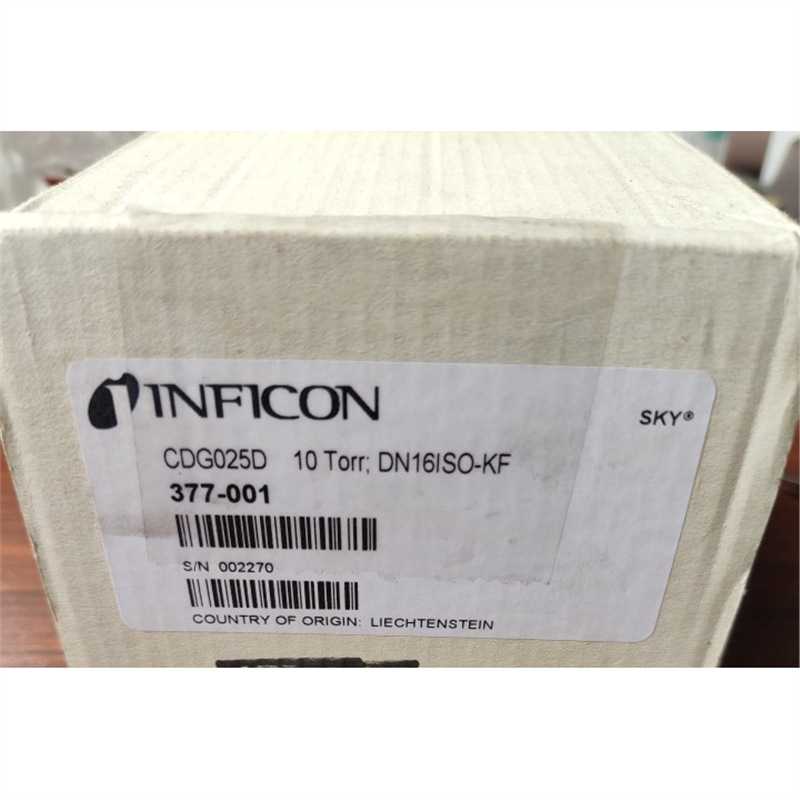 INFICON
SKY®
CDG025D 10 Torr; DN16ISO-KF
377-001
S/N 002270
COUNTRY OF ORIGIN: LIECHTENSTEIN